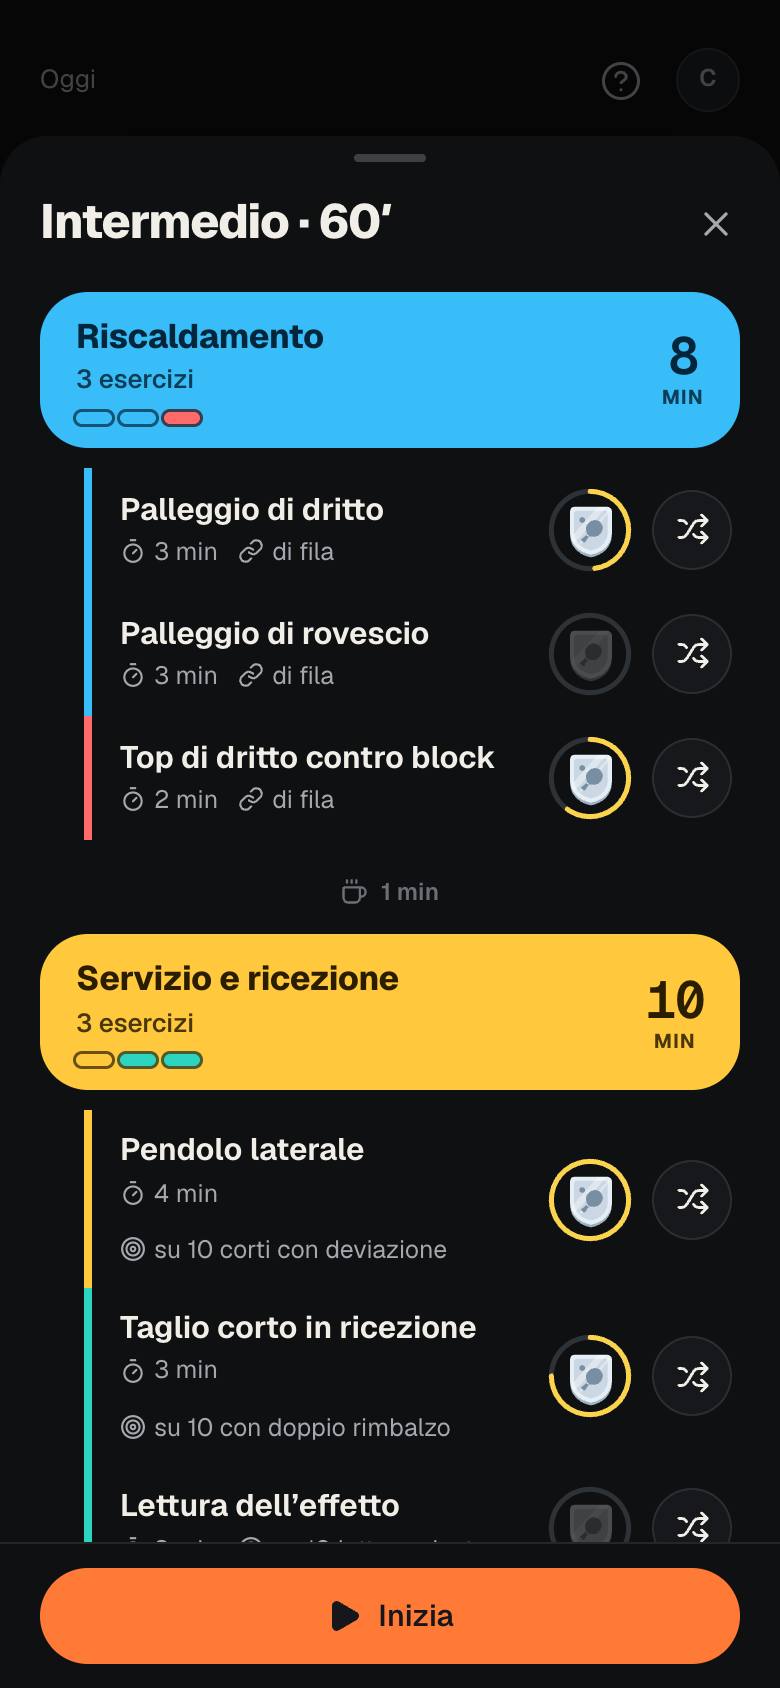 Oggi
C
Intermedio · 60′
Riscaldamento
3 esercizi
8
MIN
Palleggio di dritto
3 min di fila
Palleggio di rovescio
3 min di fila
Top di dritto contro block
2 min di fila
1 min
Servizio e ricezione
3 esercizi
10
MIN
Pendolo laterale
4 min
su 10 corti con deviazione
Taglio corto in ricezione
3 min
su 10 con doppio rimbalzo
Lettura dell’effetto
Inizia